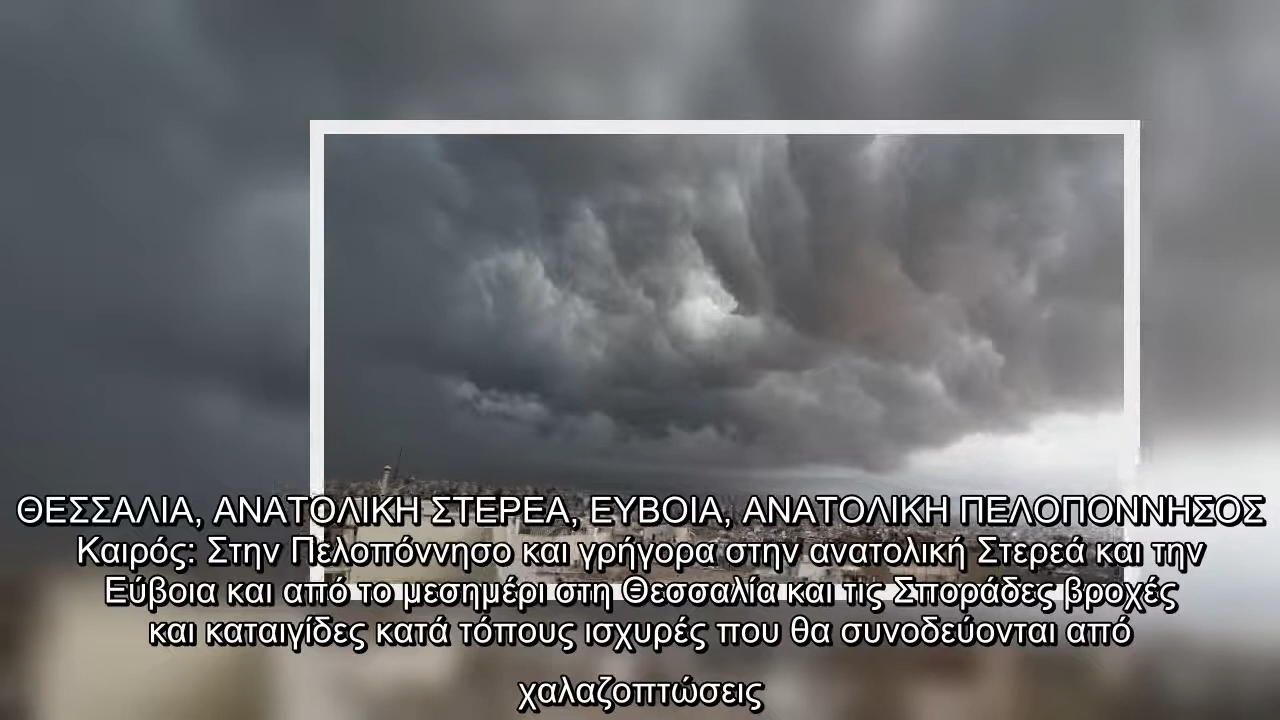 ΘΕΣΣΑΛΙΑ, ΑΝΑΤΟΛΙΚΗ ΣΤΕΡΕΑ, ΕΥΒΟΙΑ, ΑΝΑΤΟΛΙΚΗ ΠΕΛΟΠΟΝΝΗΣΟΣ
Καιρός: Στην Πελοπόννησο και γρήγορα στην ανατολική Στερεά και την
Εύβοια και από το μεσημέρι στη Θεσσαλία και τις Σποράδες βροχές
και καταιγίδες κατά τόπους ισχυρές που θα συνοδεύονται από
χαλαζοπτώσεις